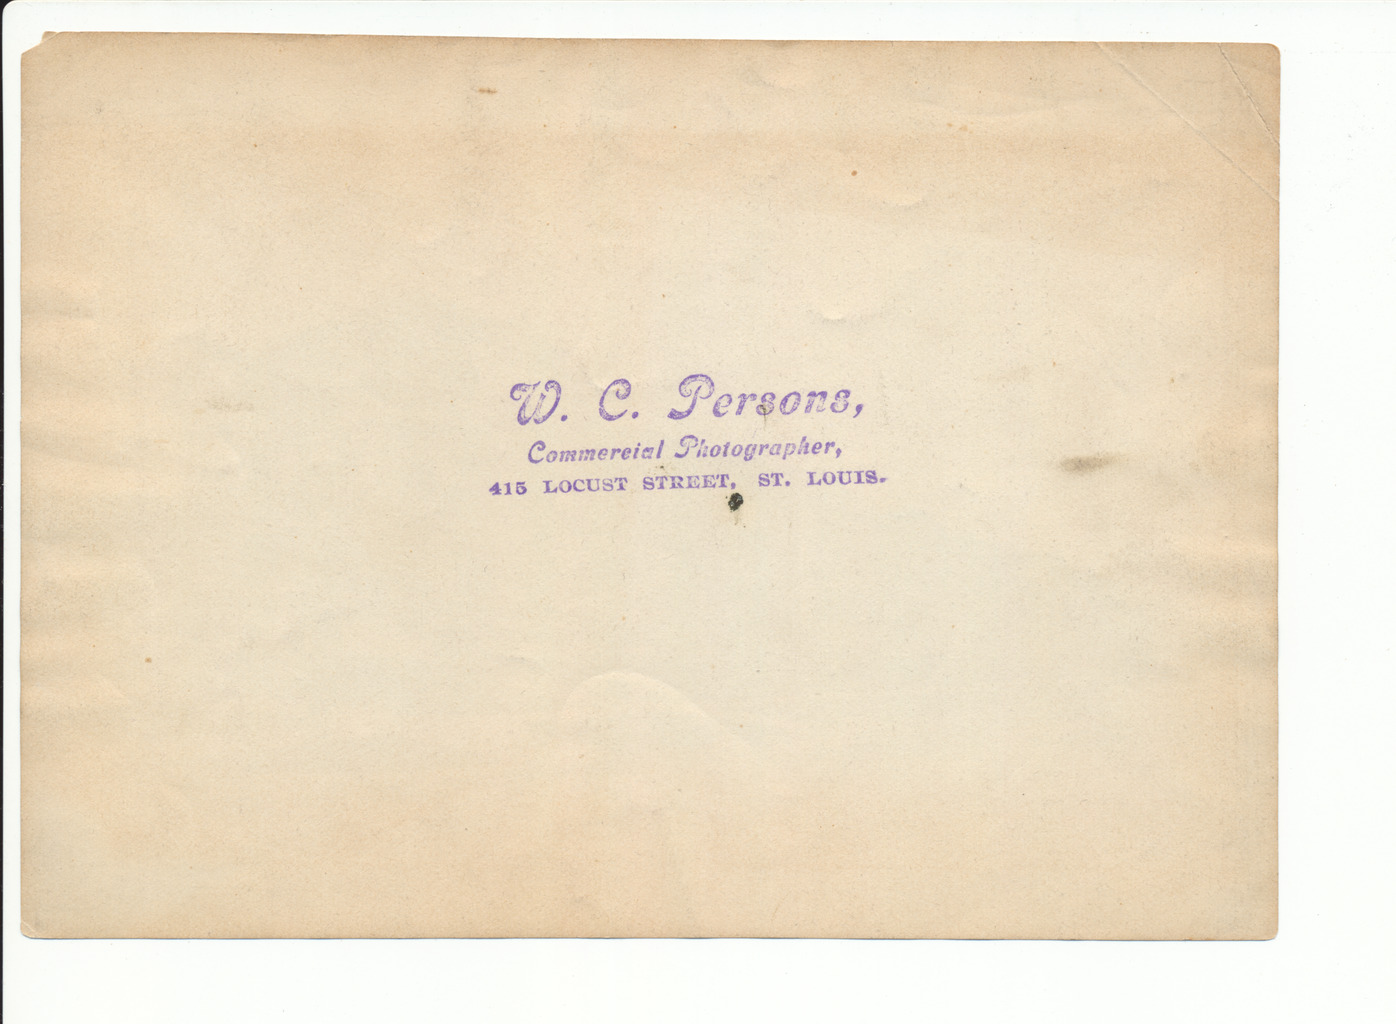 W. C. Persons,
Commercial Photographer,
415 LOCUST STREET, ST. LOUIS.